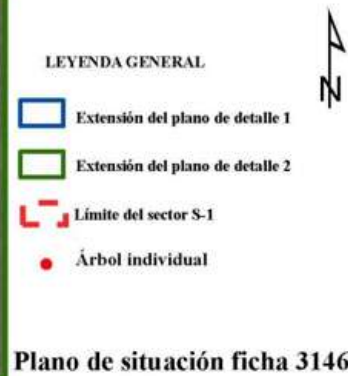 LEYENDA GENERAL
N
Extensión del plano de detalle 1
Extensión del plano de detalle 2
Límite del sector S-1
Árbol individual
Plano de situación ficha 3146